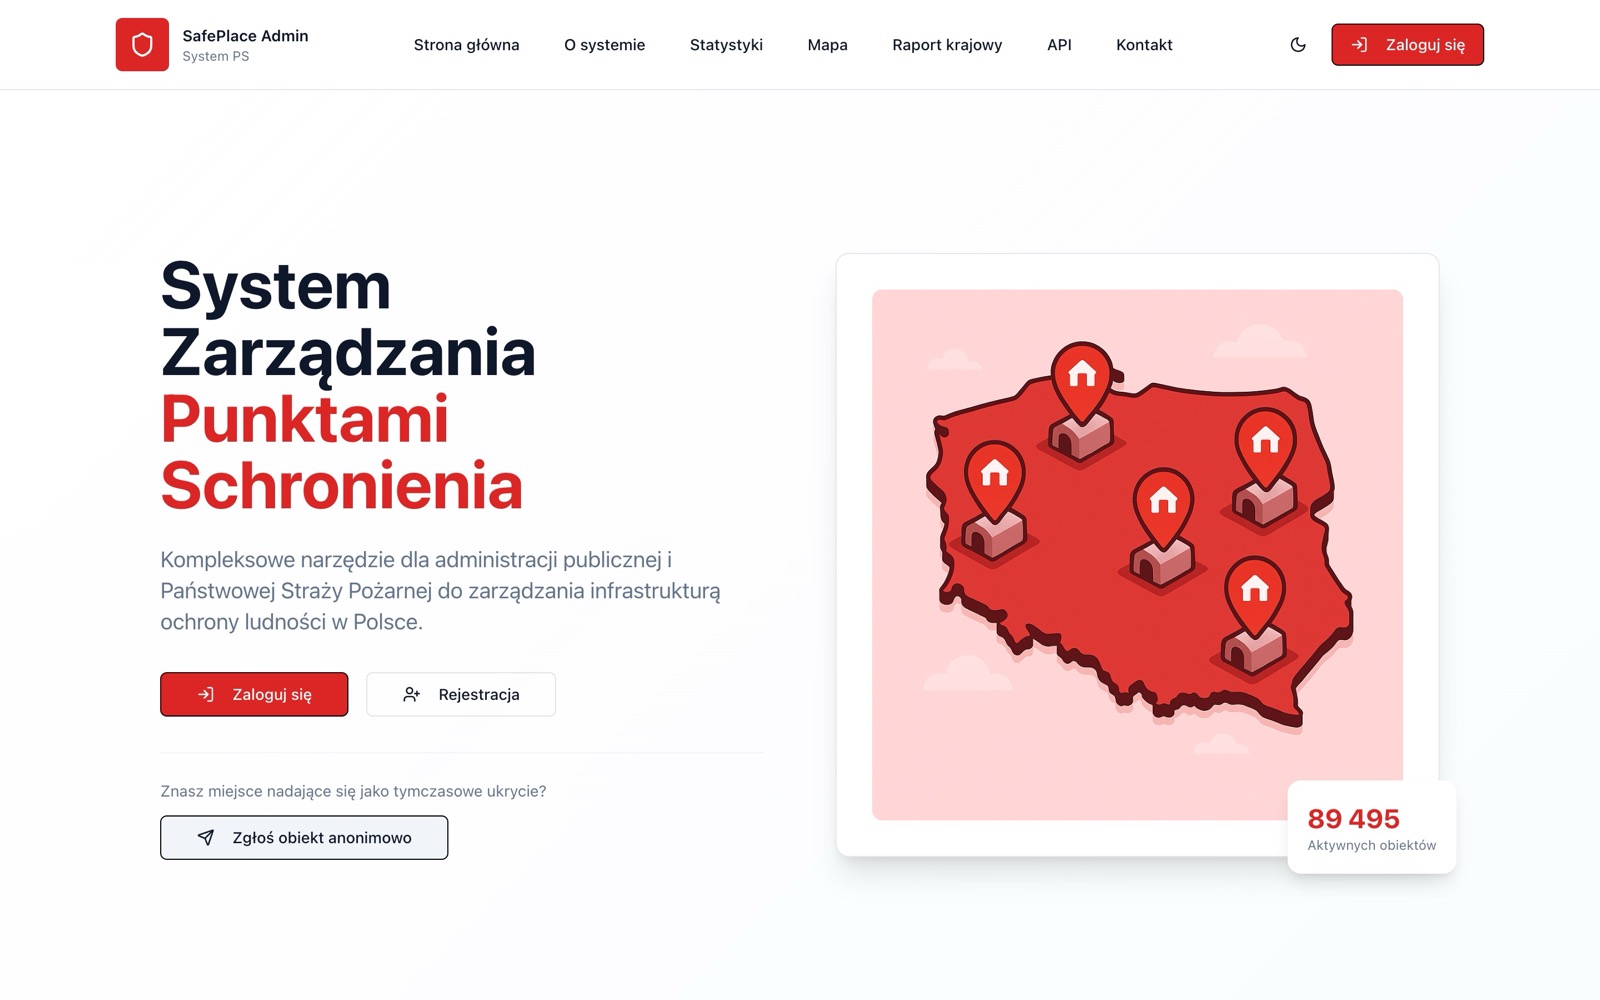 SafePlace Admin
System PS
Strona główna
O systemie
Statystyki
Mapa
Raport krajowy
API
Kontakt
Zaloguj się
System
Zarządzania
Punktami
Schronienia
Kompleksowe narzędzie dla administracji publicznej i
Państwowej Straży Pożarnej do zarządzania infrastrukturą
ochrony ludności w Polsce.
Zaloguj się
Rejestracja
Znasz miejsce nadające się jako tymczasowe ukrycie?
Zgłoś obiekt anonimowo
89 495
Aktywnych obiektów